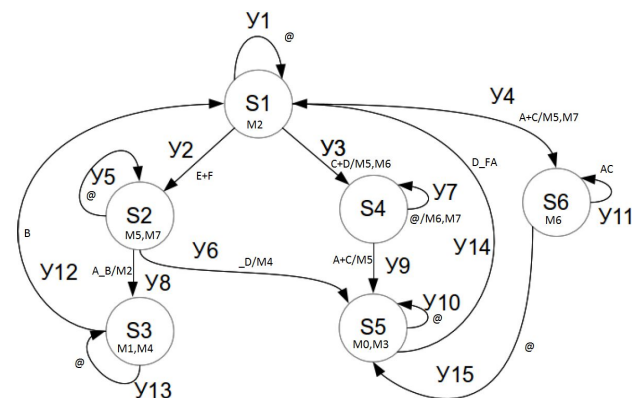 У1
@
S1
M2
У4
A+C/M5,M7
У2
E+F
У3
C+D/M5,M6
D_FA
У5
@
S2
M5,M7
S4
У7
@/M6,M7
AC
S6
M6
У11
B
У12
A_B/M2
У8
У6
_D/M4
A+C/M5
У9
У14
S3
M1,M4
@
У13
S5
M0,M3
У10
@
@
У15